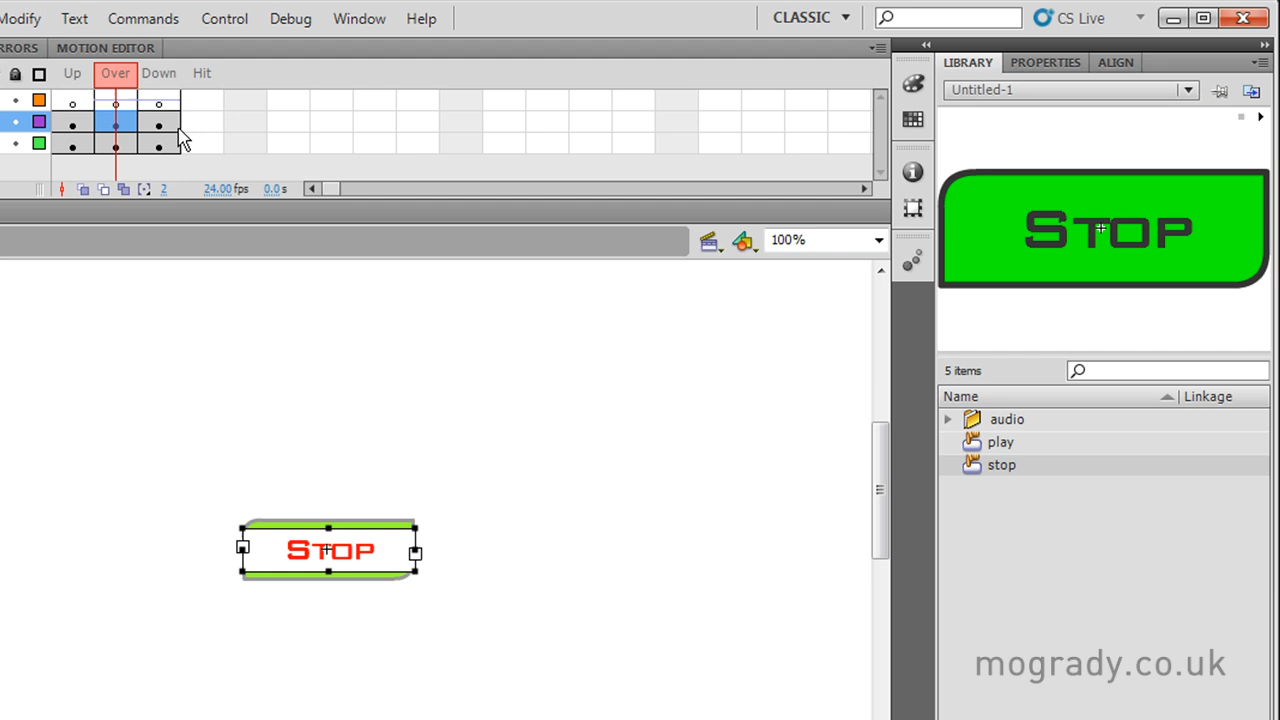 Modify Text Commands Control Debug Window Help CLASSIC CS Live
RRORS MOTION EDITOR
LIBRARY PROPERTIES ALIGN
Up Over Down Hit
Untitled-1
2 24.00 fps 0.0 s
100%
Stop
5 items
Name Linkage
audio
play
stop
Stop
mogrady.co.uk